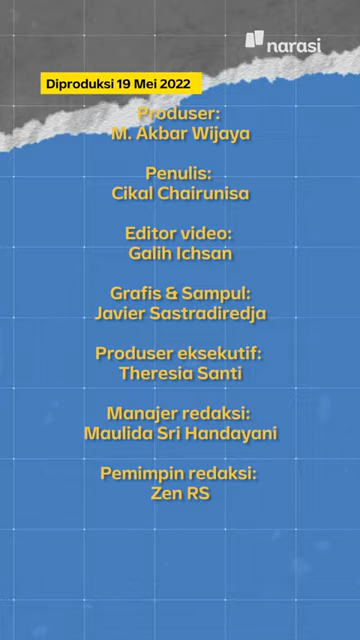 narasi
Diproduksi 19 Mei 2022
Produser:
M. Akbar Wijaya
Penulis:
Cikal Chairunisa
Editor video:
Galih Ichsan
Grafis & Sampul:
Javier Sastradiredja
Produser eksekutif:
Theresia Santi
Manajer redaksi:
Maulida Sri Handayani
Pemimpin redaksi:
Zen RS